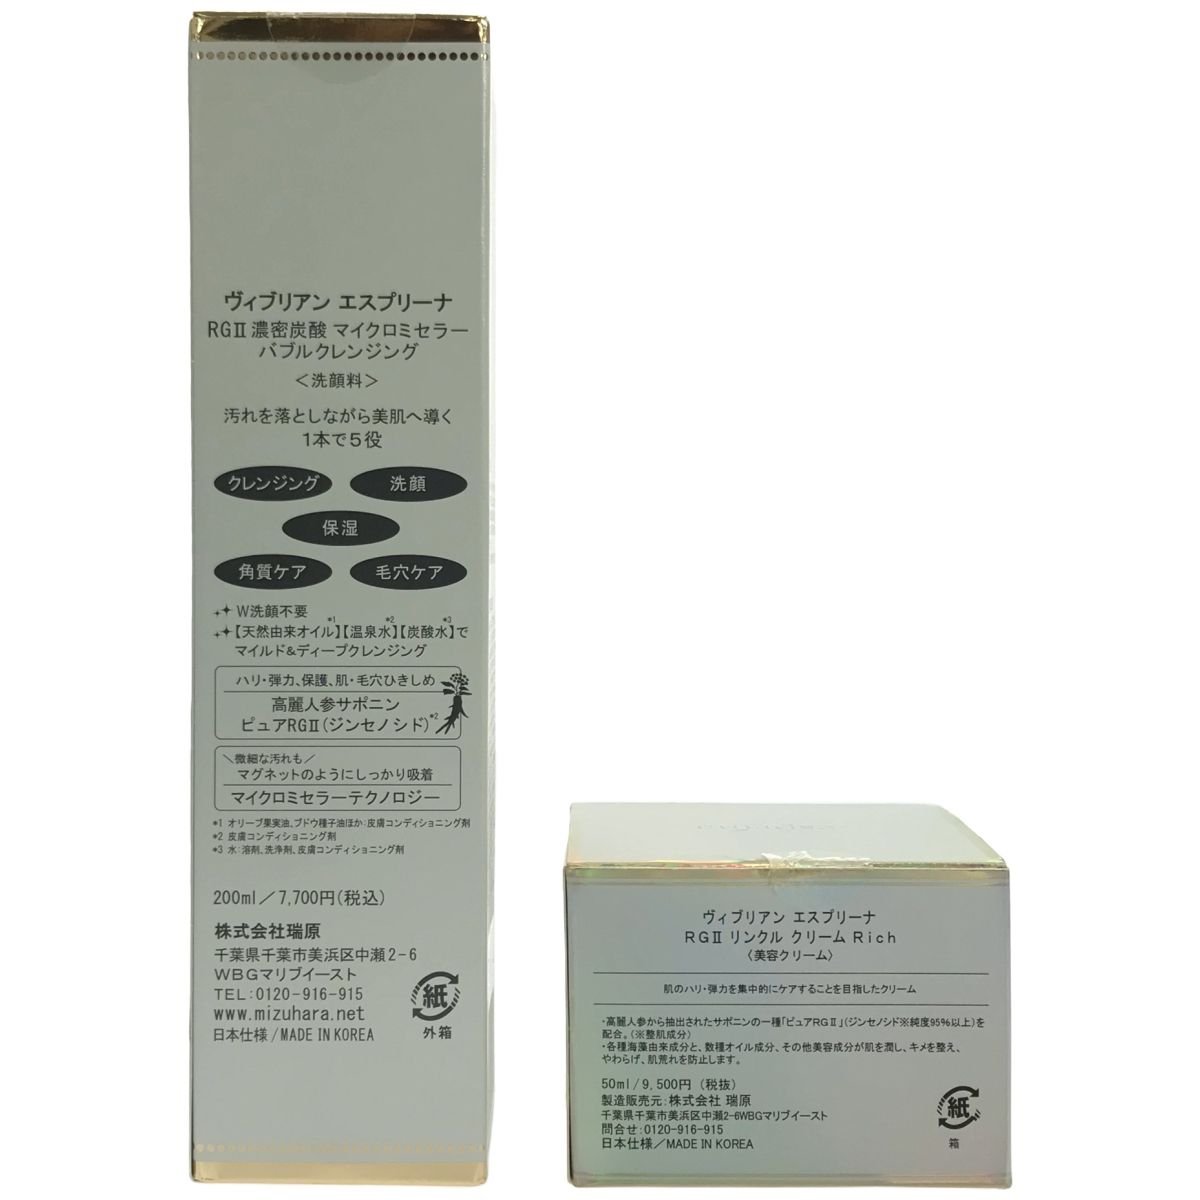 ヴィブリアン エスプリーナ
RGⅡ 濃密炭酸 マイクロミセラー
バブルクレンジング
＜洗顔料＞
汚れを落としながら美肌へ導く
1本で5役
クレンジング 洗顔
保湿
角質ケア 毛穴ケア
W洗顔不要
【天然由来オイル】*1【温泉水】*2【炭酸水】*3で
マイルド&ディープクレンジング
ハリ・弾力、保護、肌・毛穴ひきしめ
高麗人参サポニン
ピュアRGⅡ(ジンセノシド)*2
＼微細な汚れも／
マグネットのようにしっかり吸着
マイクロミセラーテクノロジー
*1 オリーブ果実油、ブドウ種子油ほか：皮膚コンディショニング剤
*2 皮膚コンディショニング剤
*3 水：溶剤、洗浄剤、皮膚コンディショニング剤
200ml／7,700円(税込)
株式会社瑞原
千葉県千葉市美浜区中瀬2-6
WBGマリブイースト
TEL:0120-916-915
www.mizuhara.net
日本仕様/MADE IN KOREA
紙
外箱
ヴィブリアン エスプリーナ
RGⅡ リンクル クリーム Rich
〈美容クリーム〉
肌のハリ・弾力を集中的にケアすることを目指したクリーム
・高麗人参から抽出されたサポニンの一種「ピュアRGⅡ」(ジンセノシド※純度95%以上)を
配合。(※整肌成分)
・各種海藻由来成分と、数種オイル成分、その他美容成分が肌を潤し、キメを整え、
やわらげ、肌荒れを防止します。
50ml/9,500円 (税抜)
製造販売元：株式会社 瑞原
千葉県千葉市美浜区中瀬2-6WBGマリブイースト
問合せ:0120-916-915
日本仕様／MADE IN KOREA
紙
箱